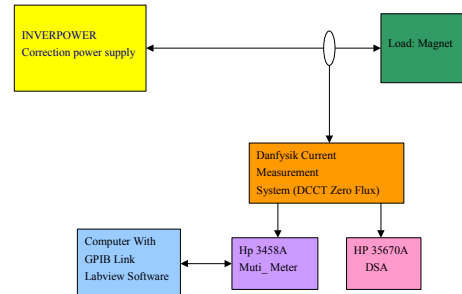 INVERPOWER
Correction power supply
Load: Magnet
Danfysik Current
Measurement
System (DCCT Zero Flux)
Computer With
GPIB Link
Labview Software
Hp 3458A
Muti_ Meter
HP 35670A
DSA